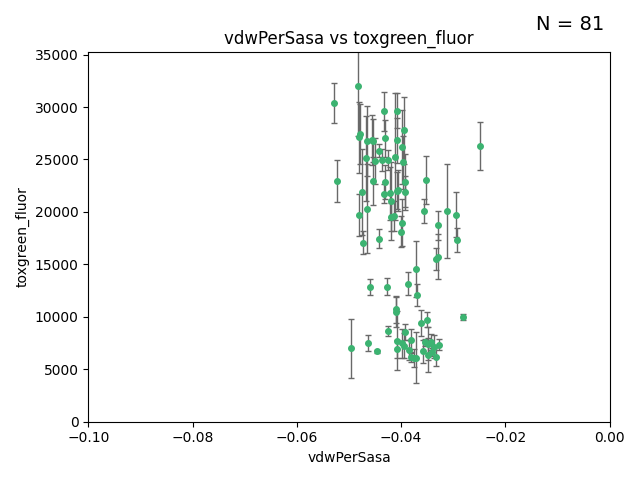 N = 81
vdwPerSasa vs toxgreen_fluor
35000
30000
25000
20000
15000
10000
5000
0
toxgreen_fluor
−0.10 −0.08 −0.06 −0.04 −0.02 0.00
vdwPerSasa